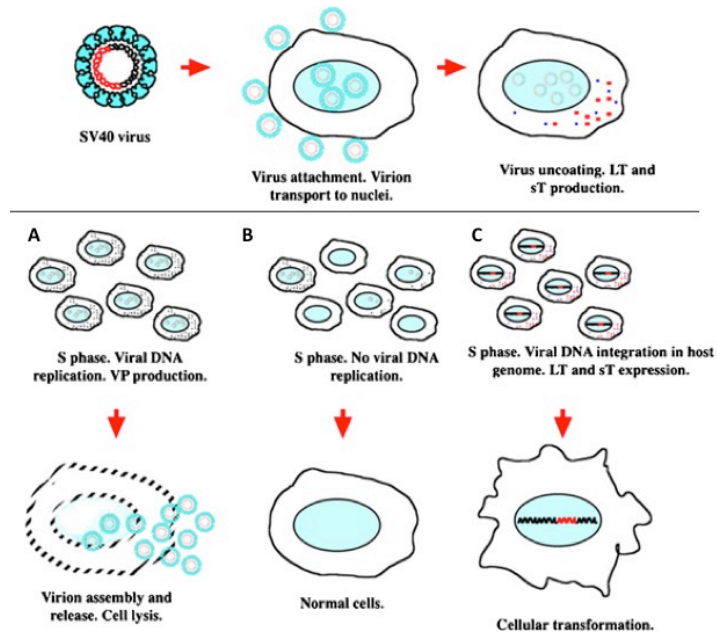 SV40 virus
Virus attachment. Virion
transport to nuclei.
Virus uncoating. LT and
sT production.
A
S phase. Viral DNA
replication. VP production.
Virion assembly and
release. Cell lysis.
B
S phase. No viral DNA
replication.
Normal cells.
C
S phase. Viral DNA integration in host
genome. LT and sT expression.
Cellular transformation.